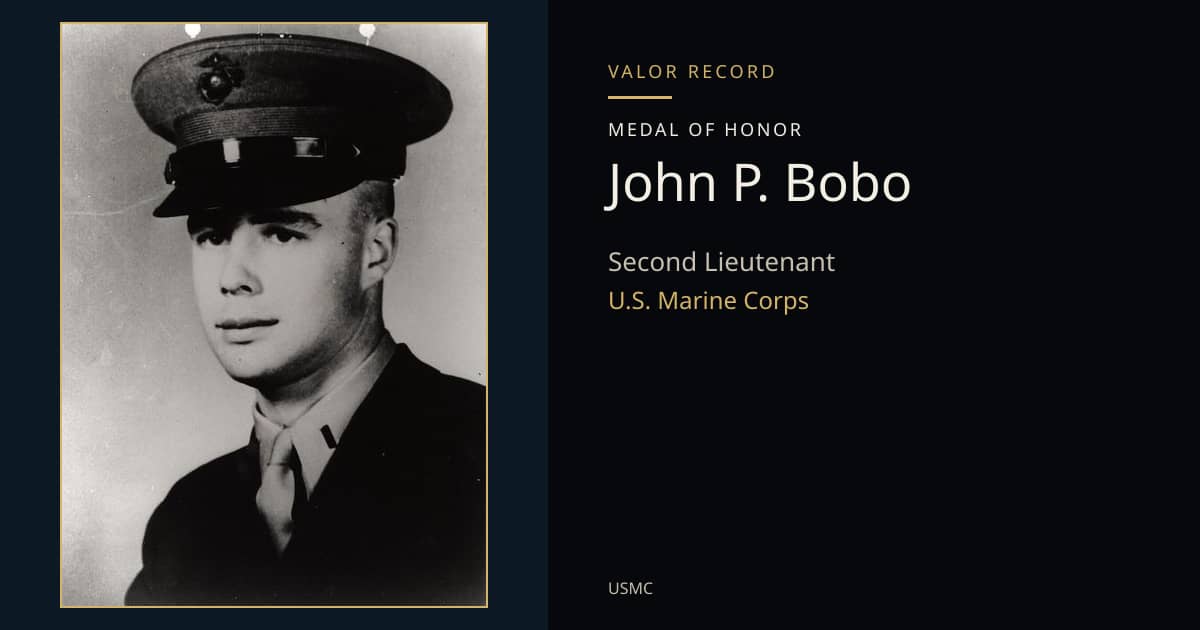 VALOR RECORD
MEDAL OF HONOR
John P. Bobo
Second Lieutenant
U.S. Marine Corps
USMC